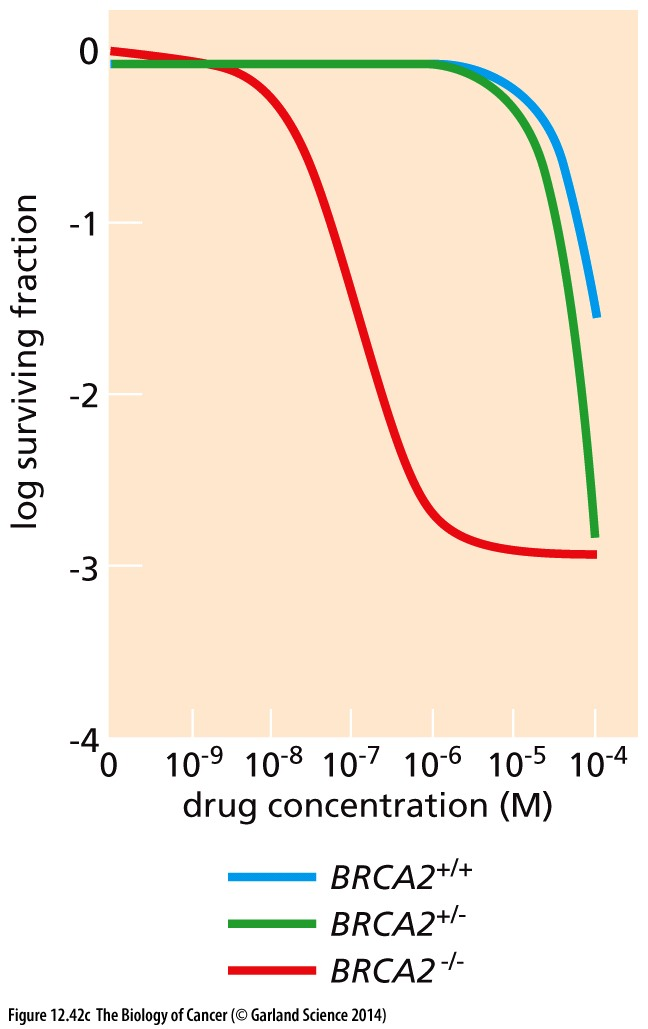 0
-1
-2
-3
-4
log surviving fraction
0 10⁻⁹ 10⁻⁸ 10⁻⁷ 10⁻⁶ 10⁻⁵ 10⁻⁴
drug concentration (M)
BRCA2⁺/⁺
BRCA2⁺/⁻
BRCA2⁻/⁻
Figure 12.42c The Biology of Cancer (© Garland Science 2014)